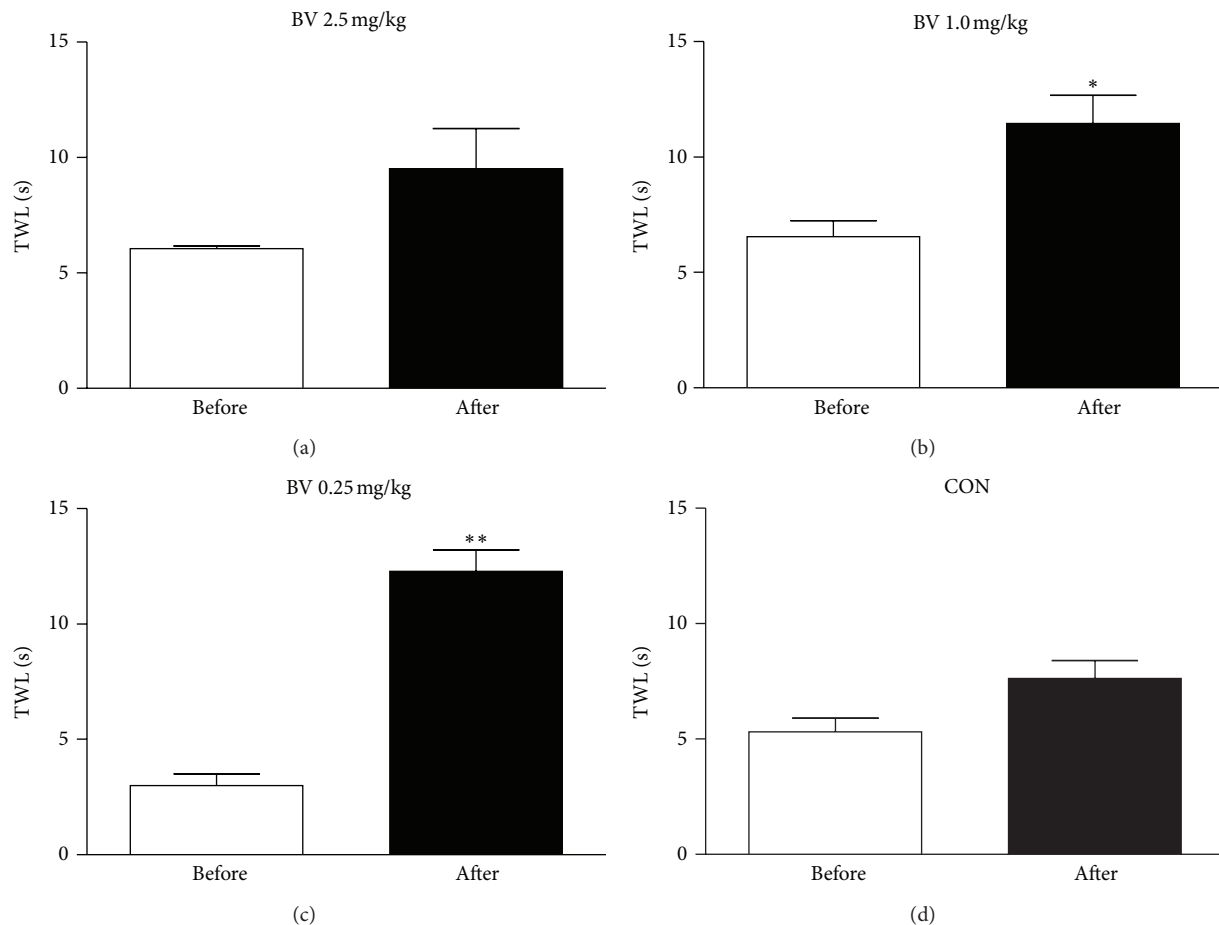 BV 2.5 mg/kg
15
10
5
0
TWL (s)
Before
After
(a)
BV 1.0 mg/kg
15
10
5
0
TWL (s)
*
Before
After
(b)
BV 0.25 mg/kg
15
10
5
0
TWL (s)
**
Before
After
(c)
CON
15
10
5
0
TWL (s)
Before
After
(d)